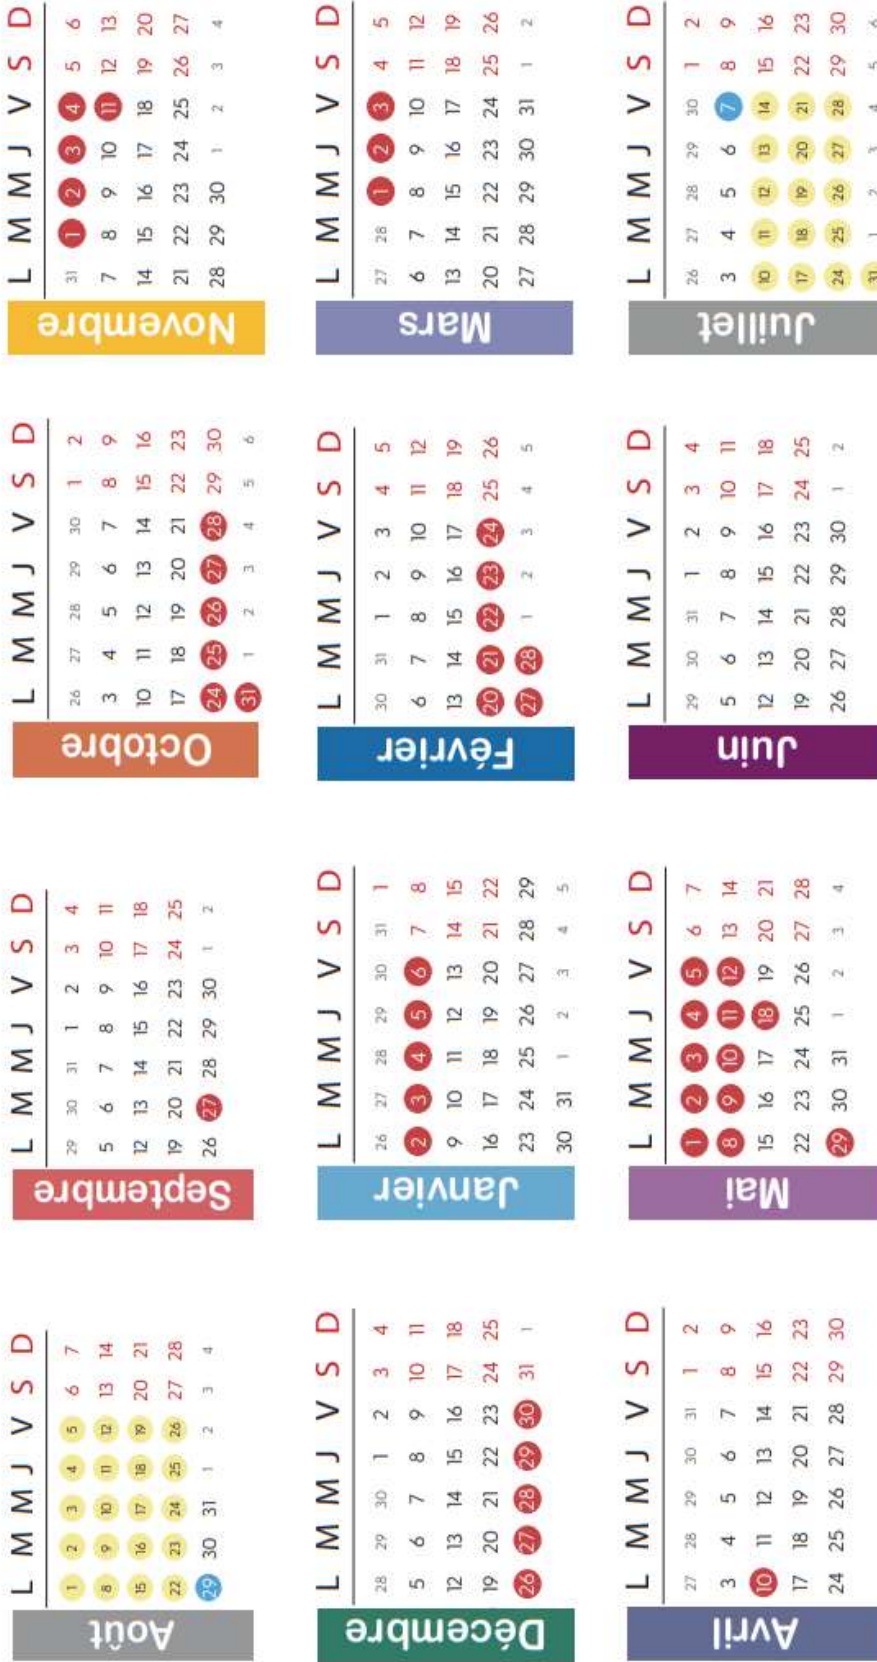 Août
L M M J V S D
1 2 3 4 5 6 7
8 9 10 11 12 13 14
15 16 17 18 19 20 21
22 23 24 25 26 27 28
29 30 31 1 2 3 4
Septembre
L M M J V S D
29 30 31 1 2 3 4
5 6 7 8 9 10 11
12 13 14 15 16 17 18
19 20 21 22 23 24 25
26 27 28 29 30 1 2
Octobre
L M M J V S D
26 27 28 29 30 1 2
3 4 5 6 7 8 9
10 11 12 13 14 15 16
17 18 19 20 21 22 23
24 25 26 27 28 29 30
31 1 2 3 4 5 6
Novembre
L M M J V S D
31 1 2 3 4 5 6
7 8 9 10 11 12 13
14 15 16 17 18 19 20
21 22 23 24 25 26 27
28 29 30 1 2 3 4
Décembre
L M M J V S D
28 29 30 1 2 3 4
5 6 7 8 9 10 11
12 13 14 15 16 17 18
19 20 21 22 23 24 25
26 27 28 29 30 31 1
Janvier
L M M J V S D
26 27 28 29 30 31 1
2 3 4 5 6 7 8
9 10 11 12 13 14 15
16 17 18 19 20 21 22
23 24 25 26 27 28 29
30 31 1 2 3 4 5
Février
L M M J V S D
30 31 1 2 3 4 5
6 7 8 9 10 11 12
13 14 15 16 17 18 19
20 21 22 23 24 25 26
27 28 1 2 3 4 5
Mars
L M M J V S D
27 28 1 2 3 4 5
6 7 8 9 10 11 12
13 14 15 16 17 18 19
20 21 22 23 24 25 26
27 28 29 30 31 1 2
Avril
L M M J V S D
27 28 29 30 31 1 2
3 4 5 6 7 8 9
10 11 12 13 14 15 16
17 18 19 20 21 22 23
24 25 26 27 28 29 30
Mai
L M M J V S D
1 2 3 4 5 6 7
8 9 10 11 12 13 14
15 16 17 18 19 20 21
22 23 24 25 26 27 28
29 30 31 1 2 3 4
Juin
L M M J V S D
29 30 31 1 2 3 4
5 6 7 8 9 10 11
12 13 14 15 16 17 18
19 20 21 22 23 24 25
26 27 28 29 30 1 2
Juillet
L M M J V S D
26 27 28 29 30 1 2
3 4 5 6 7 8 9
10 11 12 13 14 15 16
17 18 19 20 21 22 23
24 25 26 27 28 29 30
31 1 2 3 4 5 6